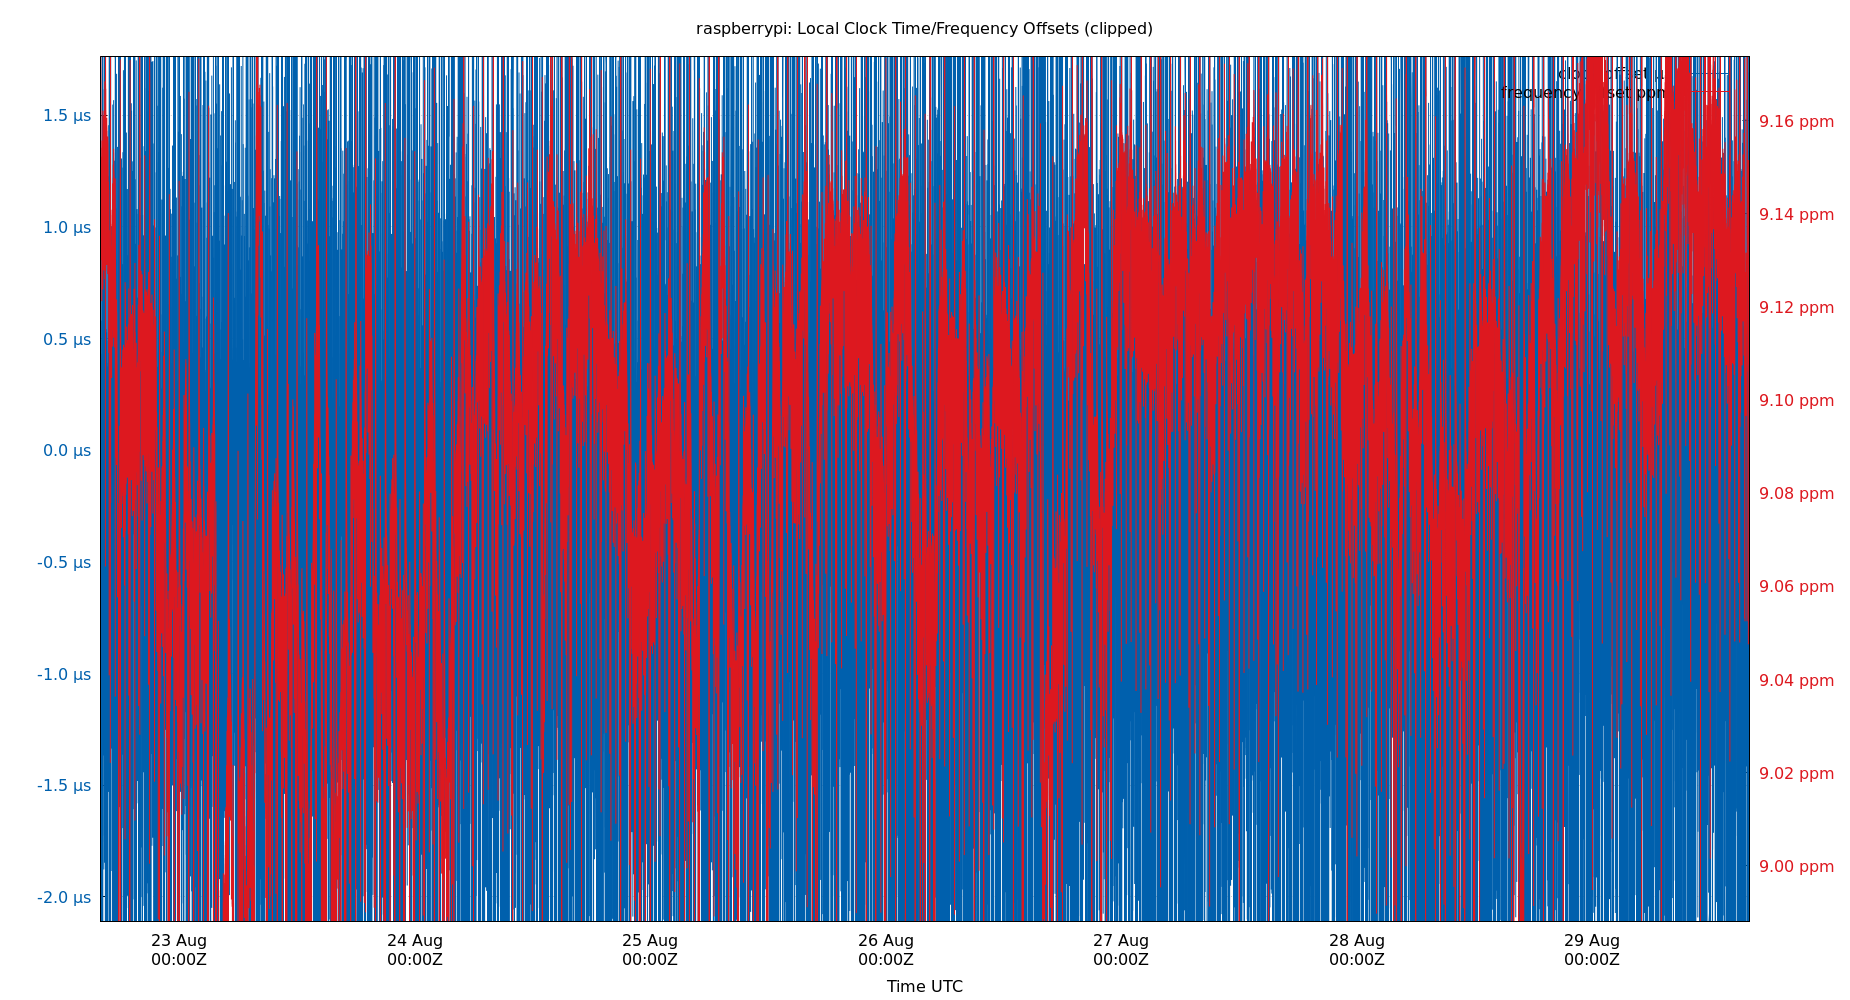 raspberrypi: Local Clock Time/Frequency Offsets (clipped)
frequency ppm
1.5 µs
1.0 µs
0.5 µs
0.0 µs
-0.5 µs
-1.0 µs
-1.5 µs
-2.0 µs
9.16 ppm
9.14 ppm
9.12 ppm
9.10 ppm
9.08 ppm
9.06 ppm
9.04 ppm
9.02 ppm
9.00 ppm
23 Aug
00:00Z
24 Aug
00:00Z
25 Aug
00:00Z
26 Aug
00:00Z
27 Aug
00:00Z
28 Aug
00:00Z
29 Aug
00:00Z
Time UTC